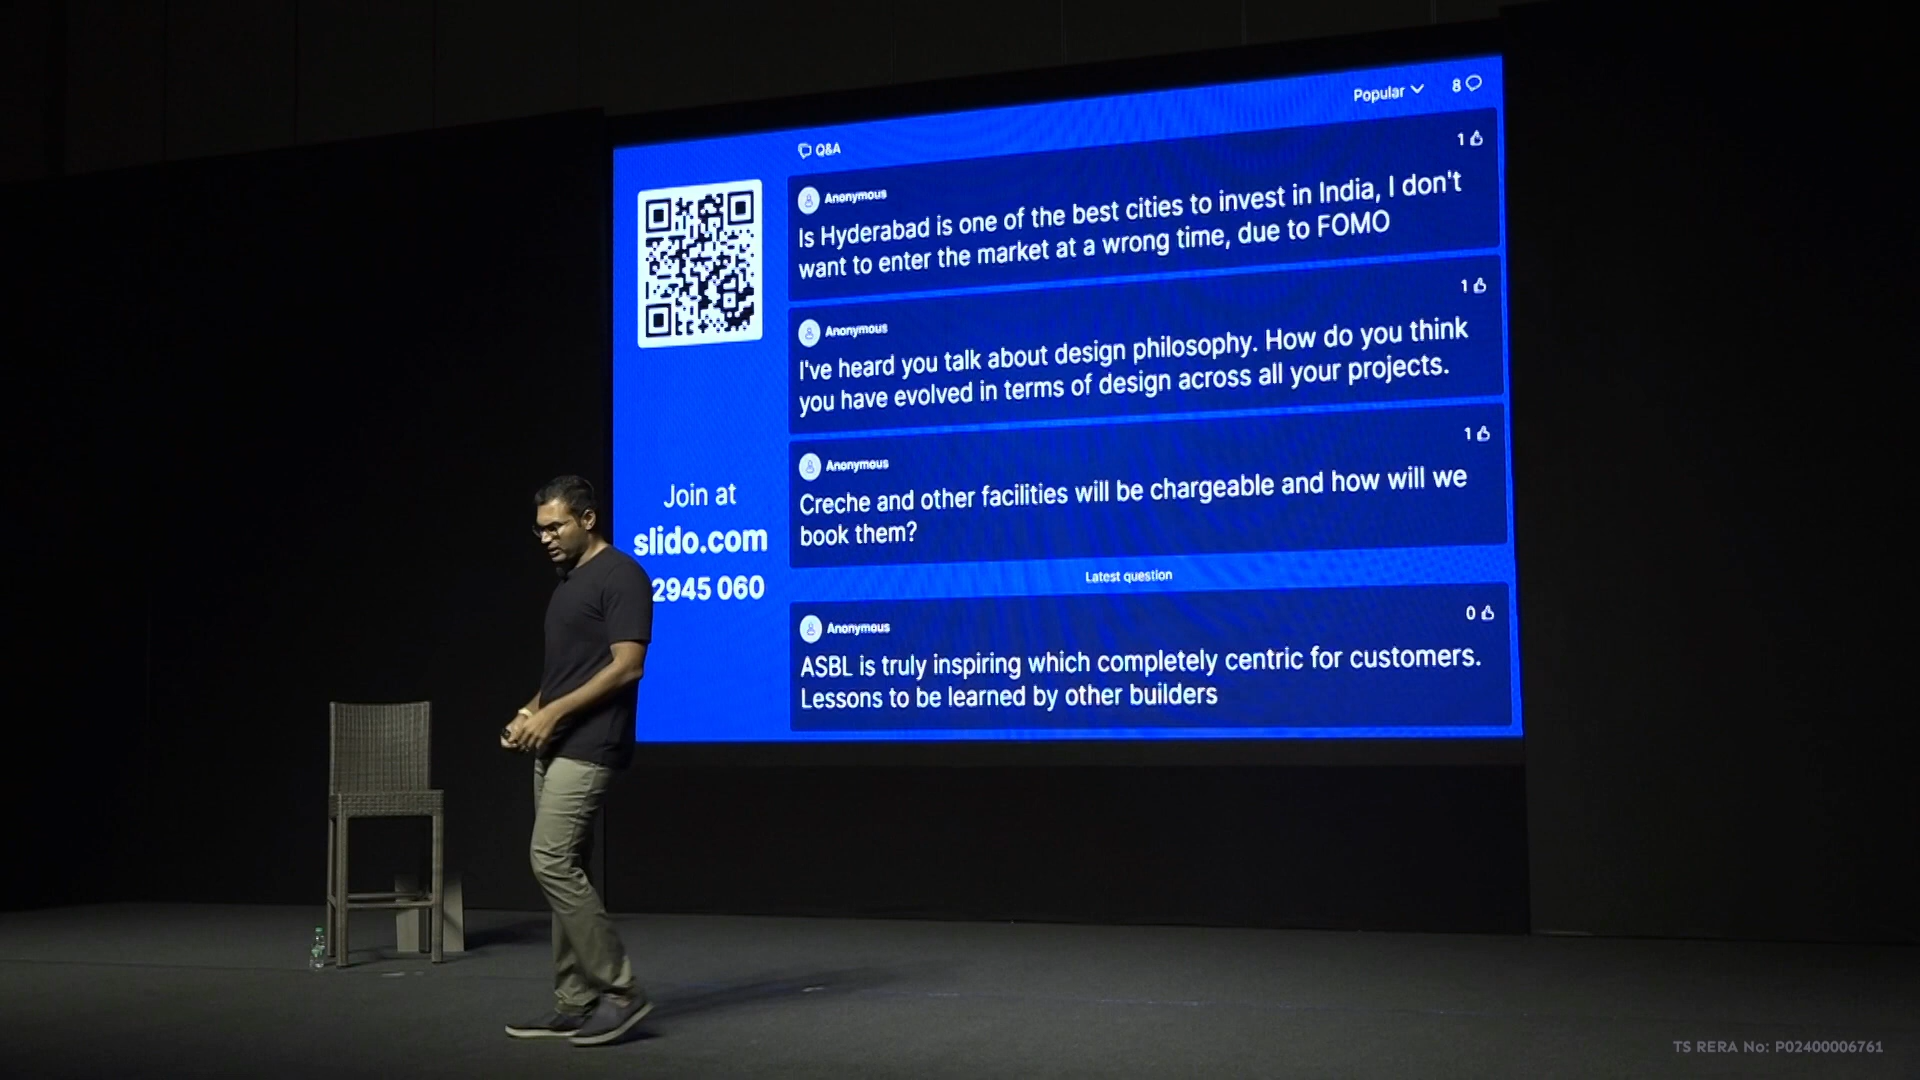 Popular
8
Q&A
1
Anonymous
Is Hyderabad is one of the best cities to invest in India, I don't
want to enter the market at a wrong time, due to FOMO
1
Anonymous
I've heard you talk about design philosophy. How do you think
you have evolved in terms of design across all your projects.
1
Anonymous
Creche and other facilities will be chargeable and how will we
book them?
Latest question
0
Anonymous
ASBL is truly inspiring which completely centric for customers.
Lessons to be learned by other builders
Join at
slido.com
2945 060
TS RERA No: P02400006761